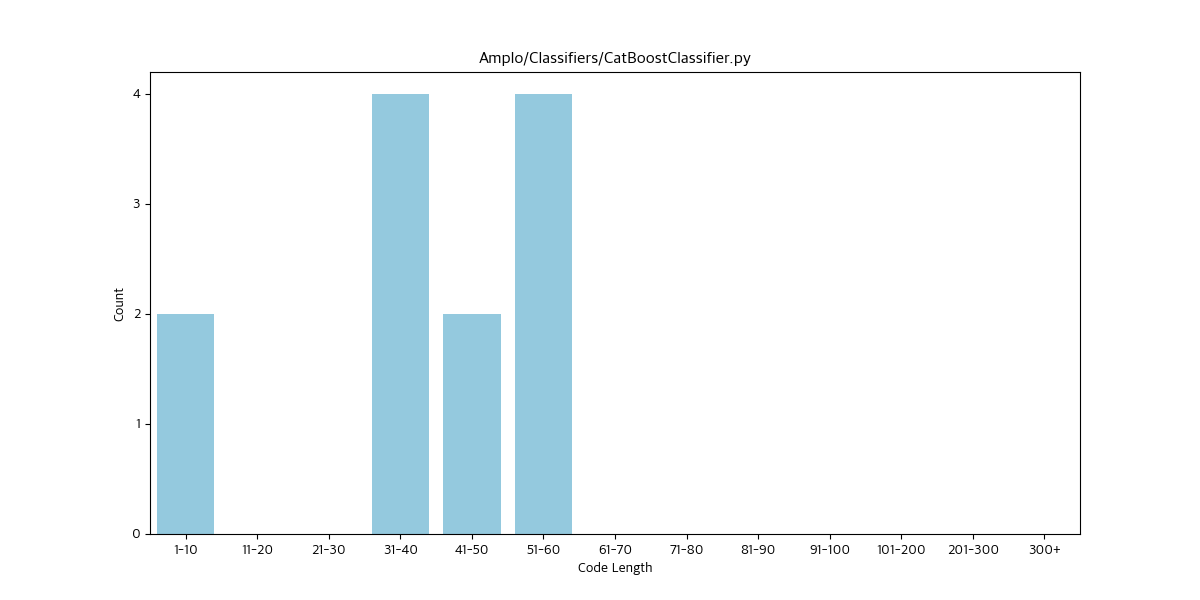 Amplo/Classifiers/CatBoostClassifier.py
4
3
2
1
0
Count
1-10 11-20 21-30 31-40 41-50 51-60 61-70 71-80 81-90 91-100 101-200 201-300 300+
Code Length